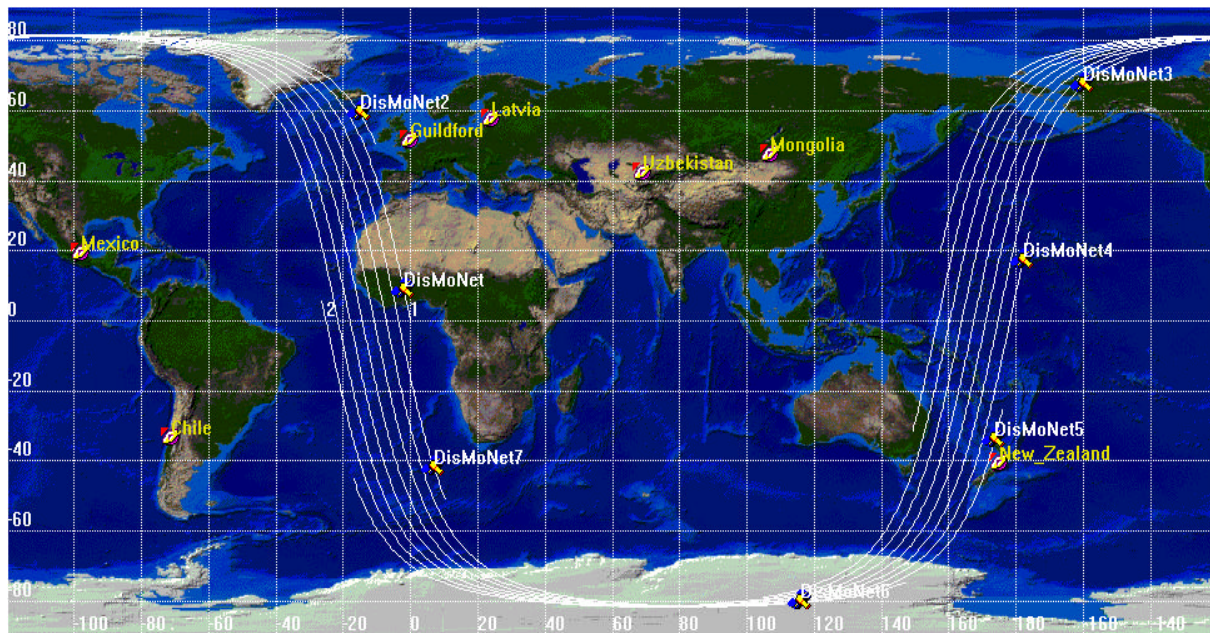 80
DisMoNet3
60
DisMoNet2
Latvia
Guildford
Mongolia
Uzbekistan
40
20
Mexico
DisMoNet4
DisMoNet
0
2
1
-20
Chile
DisMoNet5
-40
New_Zealand
DisMoNet7
-60
-80
DisMoNet6
-100 -80 -60 -40 -20 0 20 40 60 80 100 120 140 160 180 -160 -140